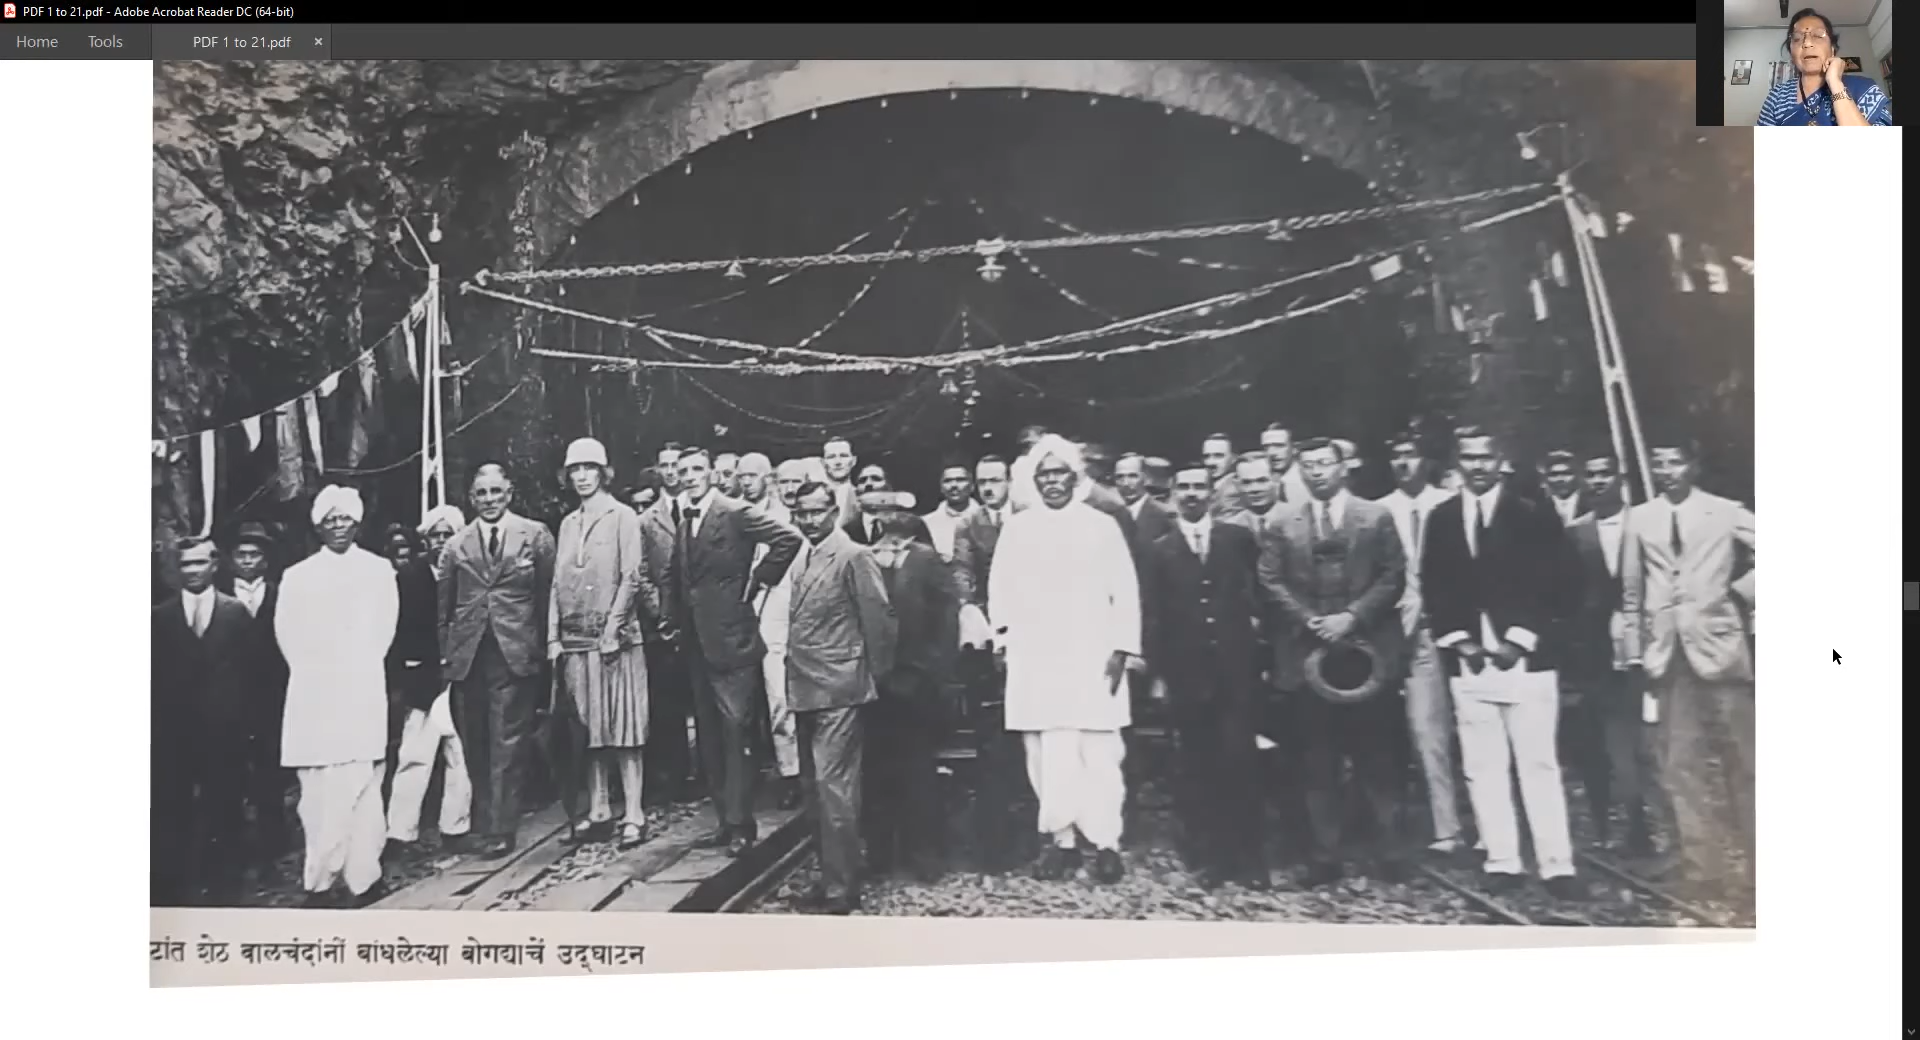 PDF 1 to 21.pdf - Adobe Acrobat Reader DC (64-bit)
Home Tools PDF 1 to 21.pdf ×
टांत शेठ वालचंदांनीं बांधलेल्या बोगद्याचें उद्‌घाटन